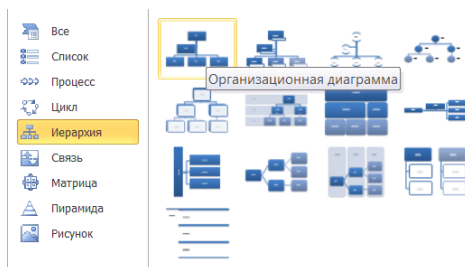 Все
Список
Процесс
Цикл
Иерархия
Связь
Матрица
Пирамида
Рисунок
Организационная диаграмма